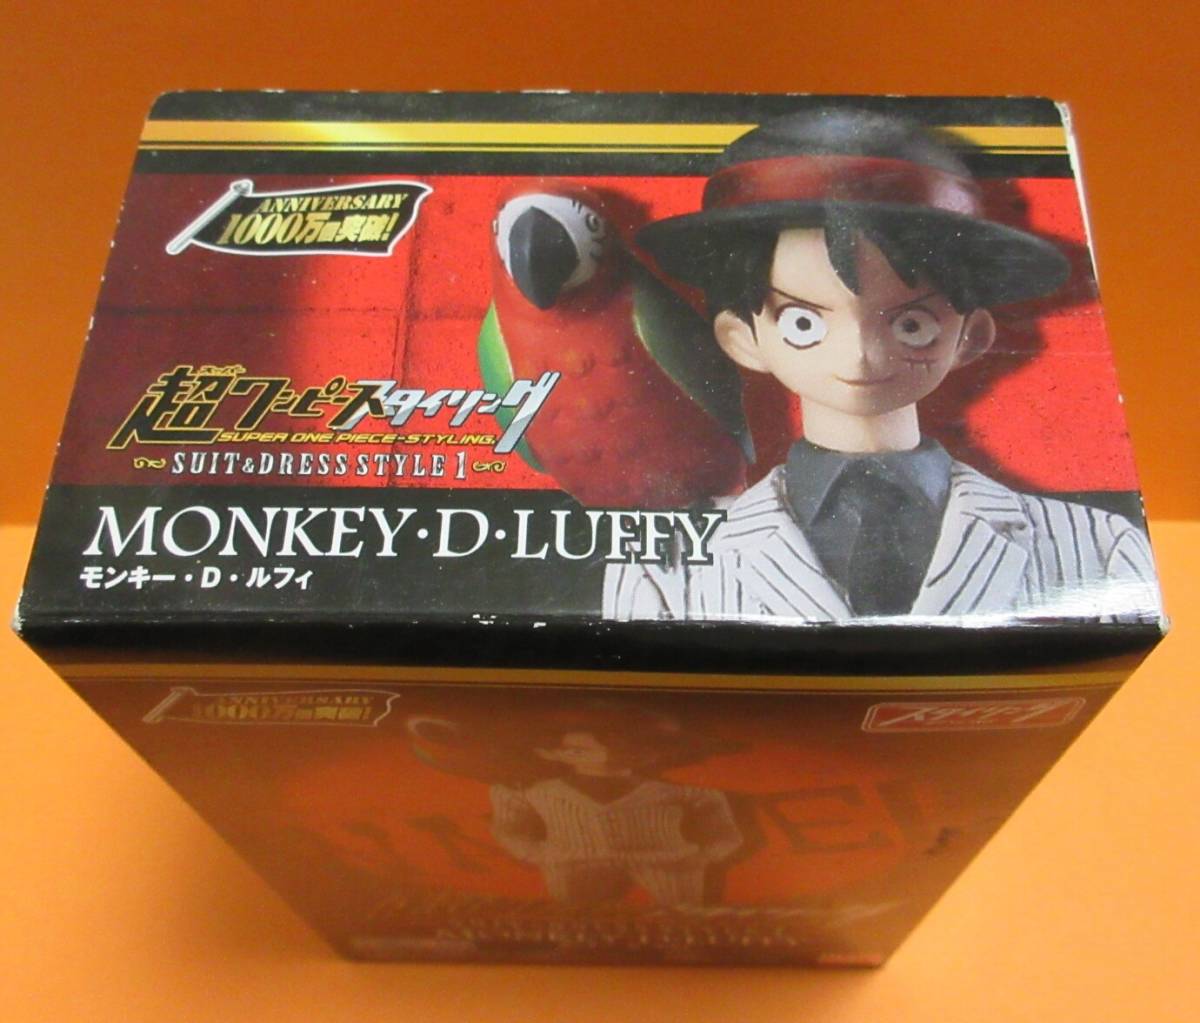 ANNIVERSARY
1000万個突破!
スーパー
超ワンピーススタイリング
SUPER ONE PIECE-STYLING
SUIT&DRESS STYLE 1
MONKEY・D・LUFFY
モンキー・D・ルフィ
ANNIVERSARY
1000万個突破!
スタイリング